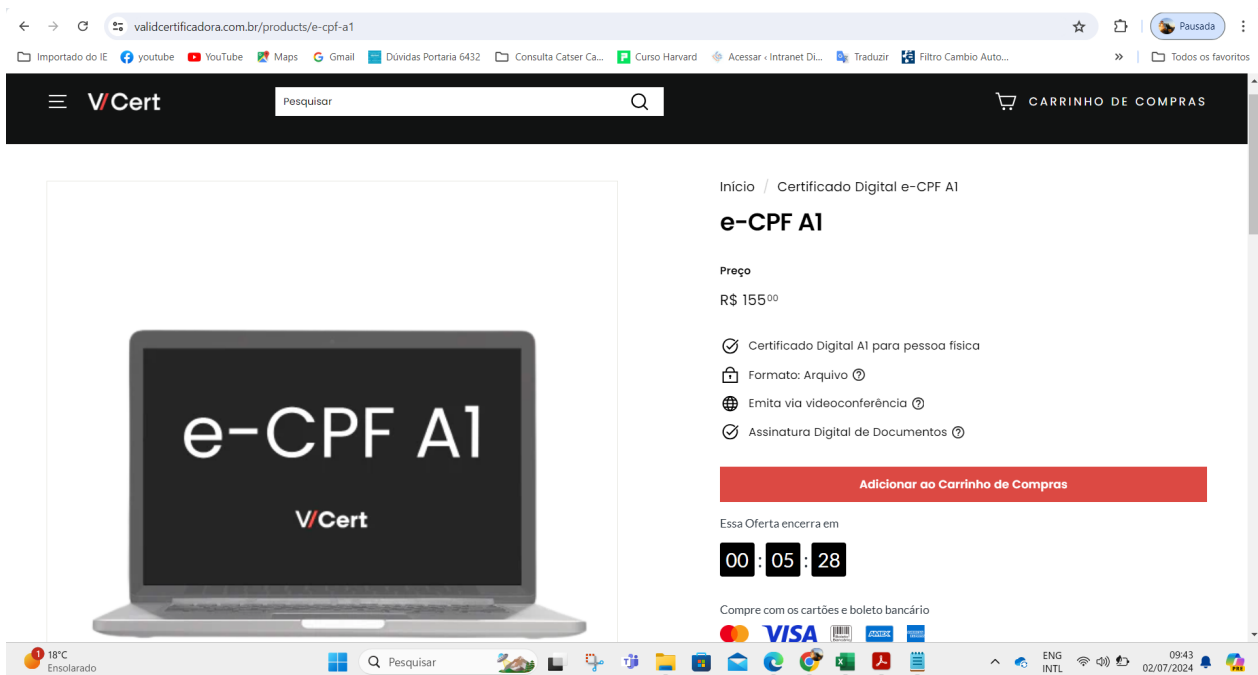 validcertificadora.com.br/products/e-cpf-a1
Pausada
Importado do IE
youtube
YouTube
Maps
Gmail
Dúvidas Portaria 6432
Consulta Catser Ca...
Curso Harvard
Acessar ‹ Intranet Di...
Traduzir
Filtro Cambio Auto...
»
Todos os favoritos
V/Cert
Pesquisar
CARRINHO DE COMPRAS
Início / Certificado Digital e-CPF A1
e-CPF A1
Preço
R$ 15500
Certificado Digital A1 para pessoa física
Formato: Arquivo
Emita via videoconferência
Assinatura Digital de Documentos
Adicionar ao Carrinho de Compras
Essa Oferta encerra em
00 : 05 : 28
Compre com os cartões e boleto bancário
VISA
AMEX
e-CPF A1
V/Cert
1
18°C
Ensolarado
Pesquisar
ENG
INTL
09:43
02/07/2024
PRE